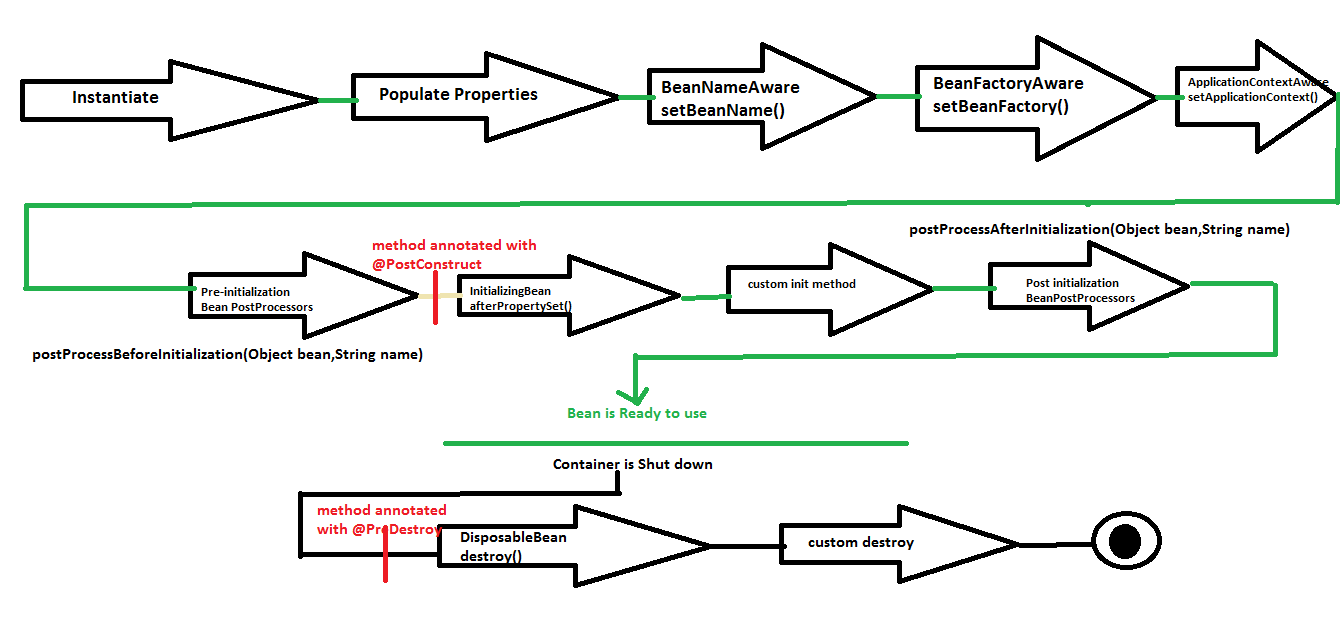 Instantiate
Populate Properties
BeanNameAware
setBeanName()
BeanFactoryAware
setBeanFactory()
ApplicationContextAware
setApplicationContext()
postProcessAfterInitialization(Object bean,String name)
method annotated with
@PostConstruct
Pre-initialization
Bean PostProcessors
InitializingBean
afterPropertySet()
custom init method
Post initialization
BeanPostProcessors
postProcessBeforeInitialization(Object bean,String name)
Bean is Ready to use
Container is Shut down
method annotated
with @PreDestroy
DisposableBean
destroy()
custom destroy